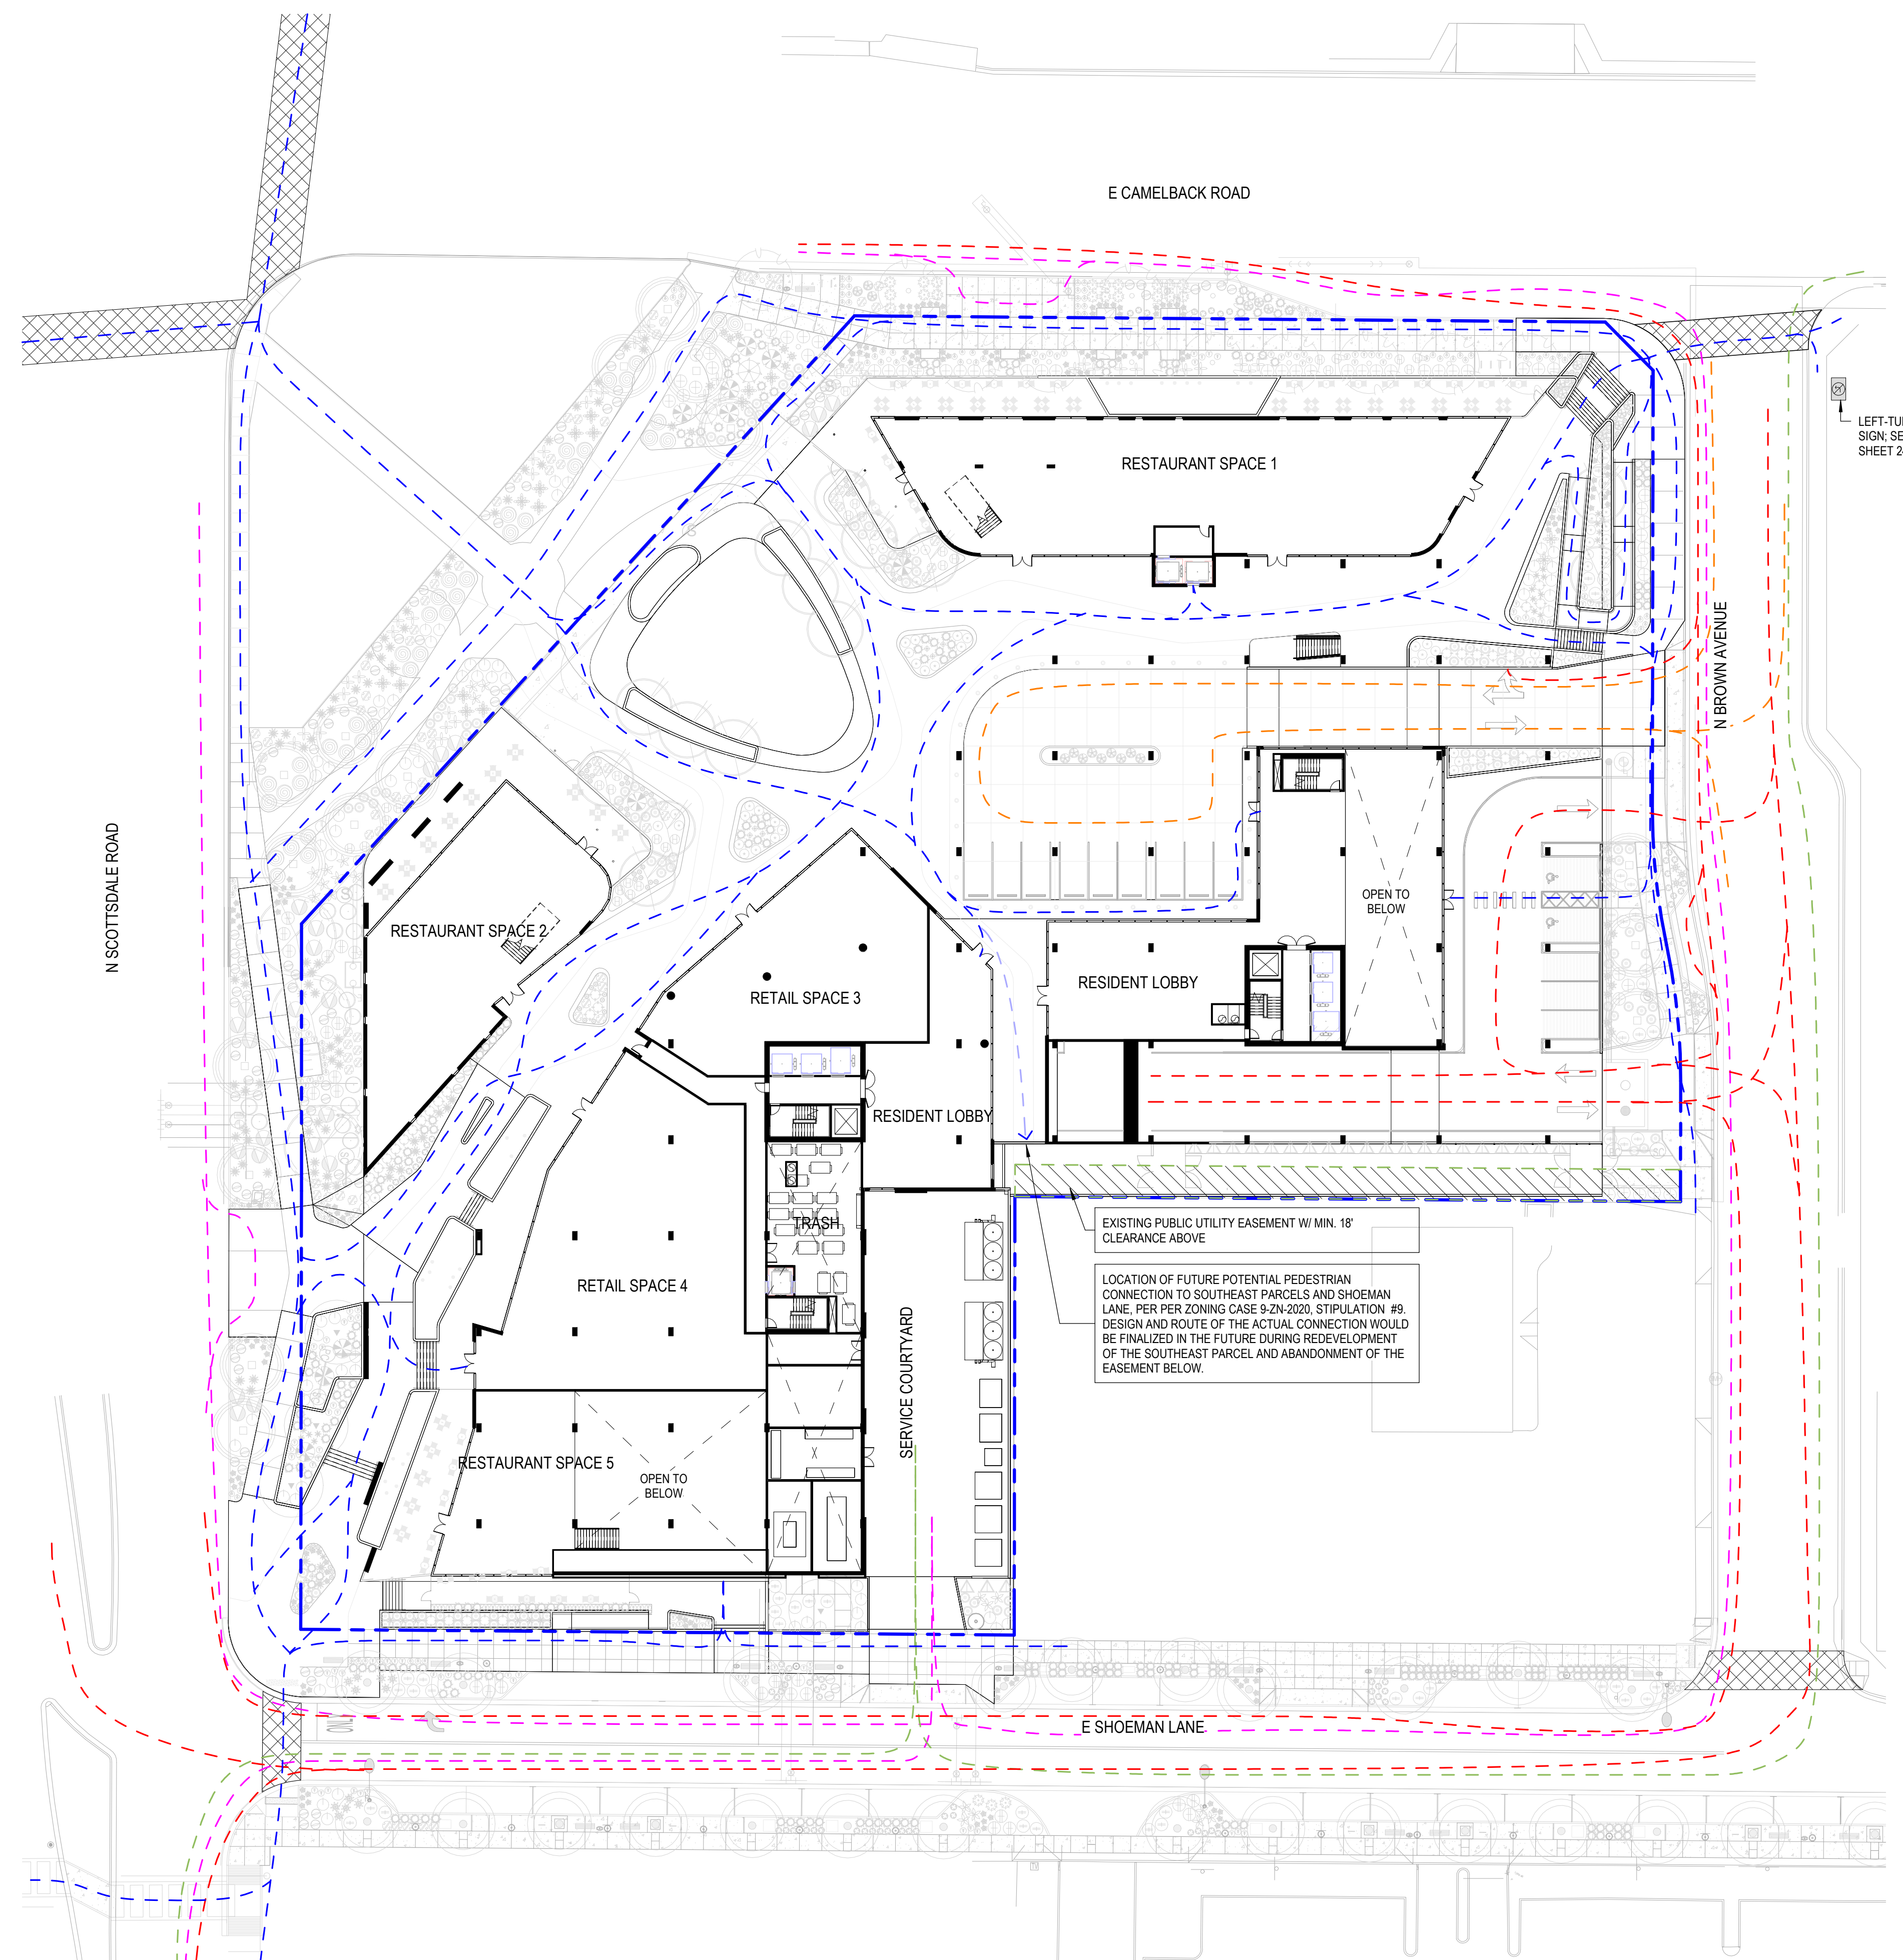 E CAMELBACK ROAD
LEFT-TU
SIGN; SE
SHEET 2
RESTAURANT SPACE 1
N BROWN AVENUE
N SCOTTSDALE ROAD
RESTAURANT SPACE 2
OPEN TO
BELOW
RETAIL SPACE 3
RESIDENT LOBBY
RESIDENT LOBBY
TRASH
EXISTING PUBLIC UTILITY EASEMENT W/ MIN. 18'
CLEARANCE ABOVE
RETAIL SPACE 4
LOCATION OF FUTURE POTENTIAL PEDESTRIAN
CONNECTION TO SOUTHEAST PARCELS AND SHOEMAN
LANE, PER PER ZONING CASE 9-ZN-2020, STIPULATION #9.
DESIGN AND ROUTE OF THE ACTUAL CONNECTION WOULD
BE FINALIZED IN THE FUTURE DURING REDEVELOPMENT
OF THE SOUTHEAST PARCEL AND ABANDONMENT OF THE
EASEMENT BELOW.
SERVICE COURTYARD
RESTAURANT SPACE 5
OPEN TO
BELOW
E SHOEMAN LANE